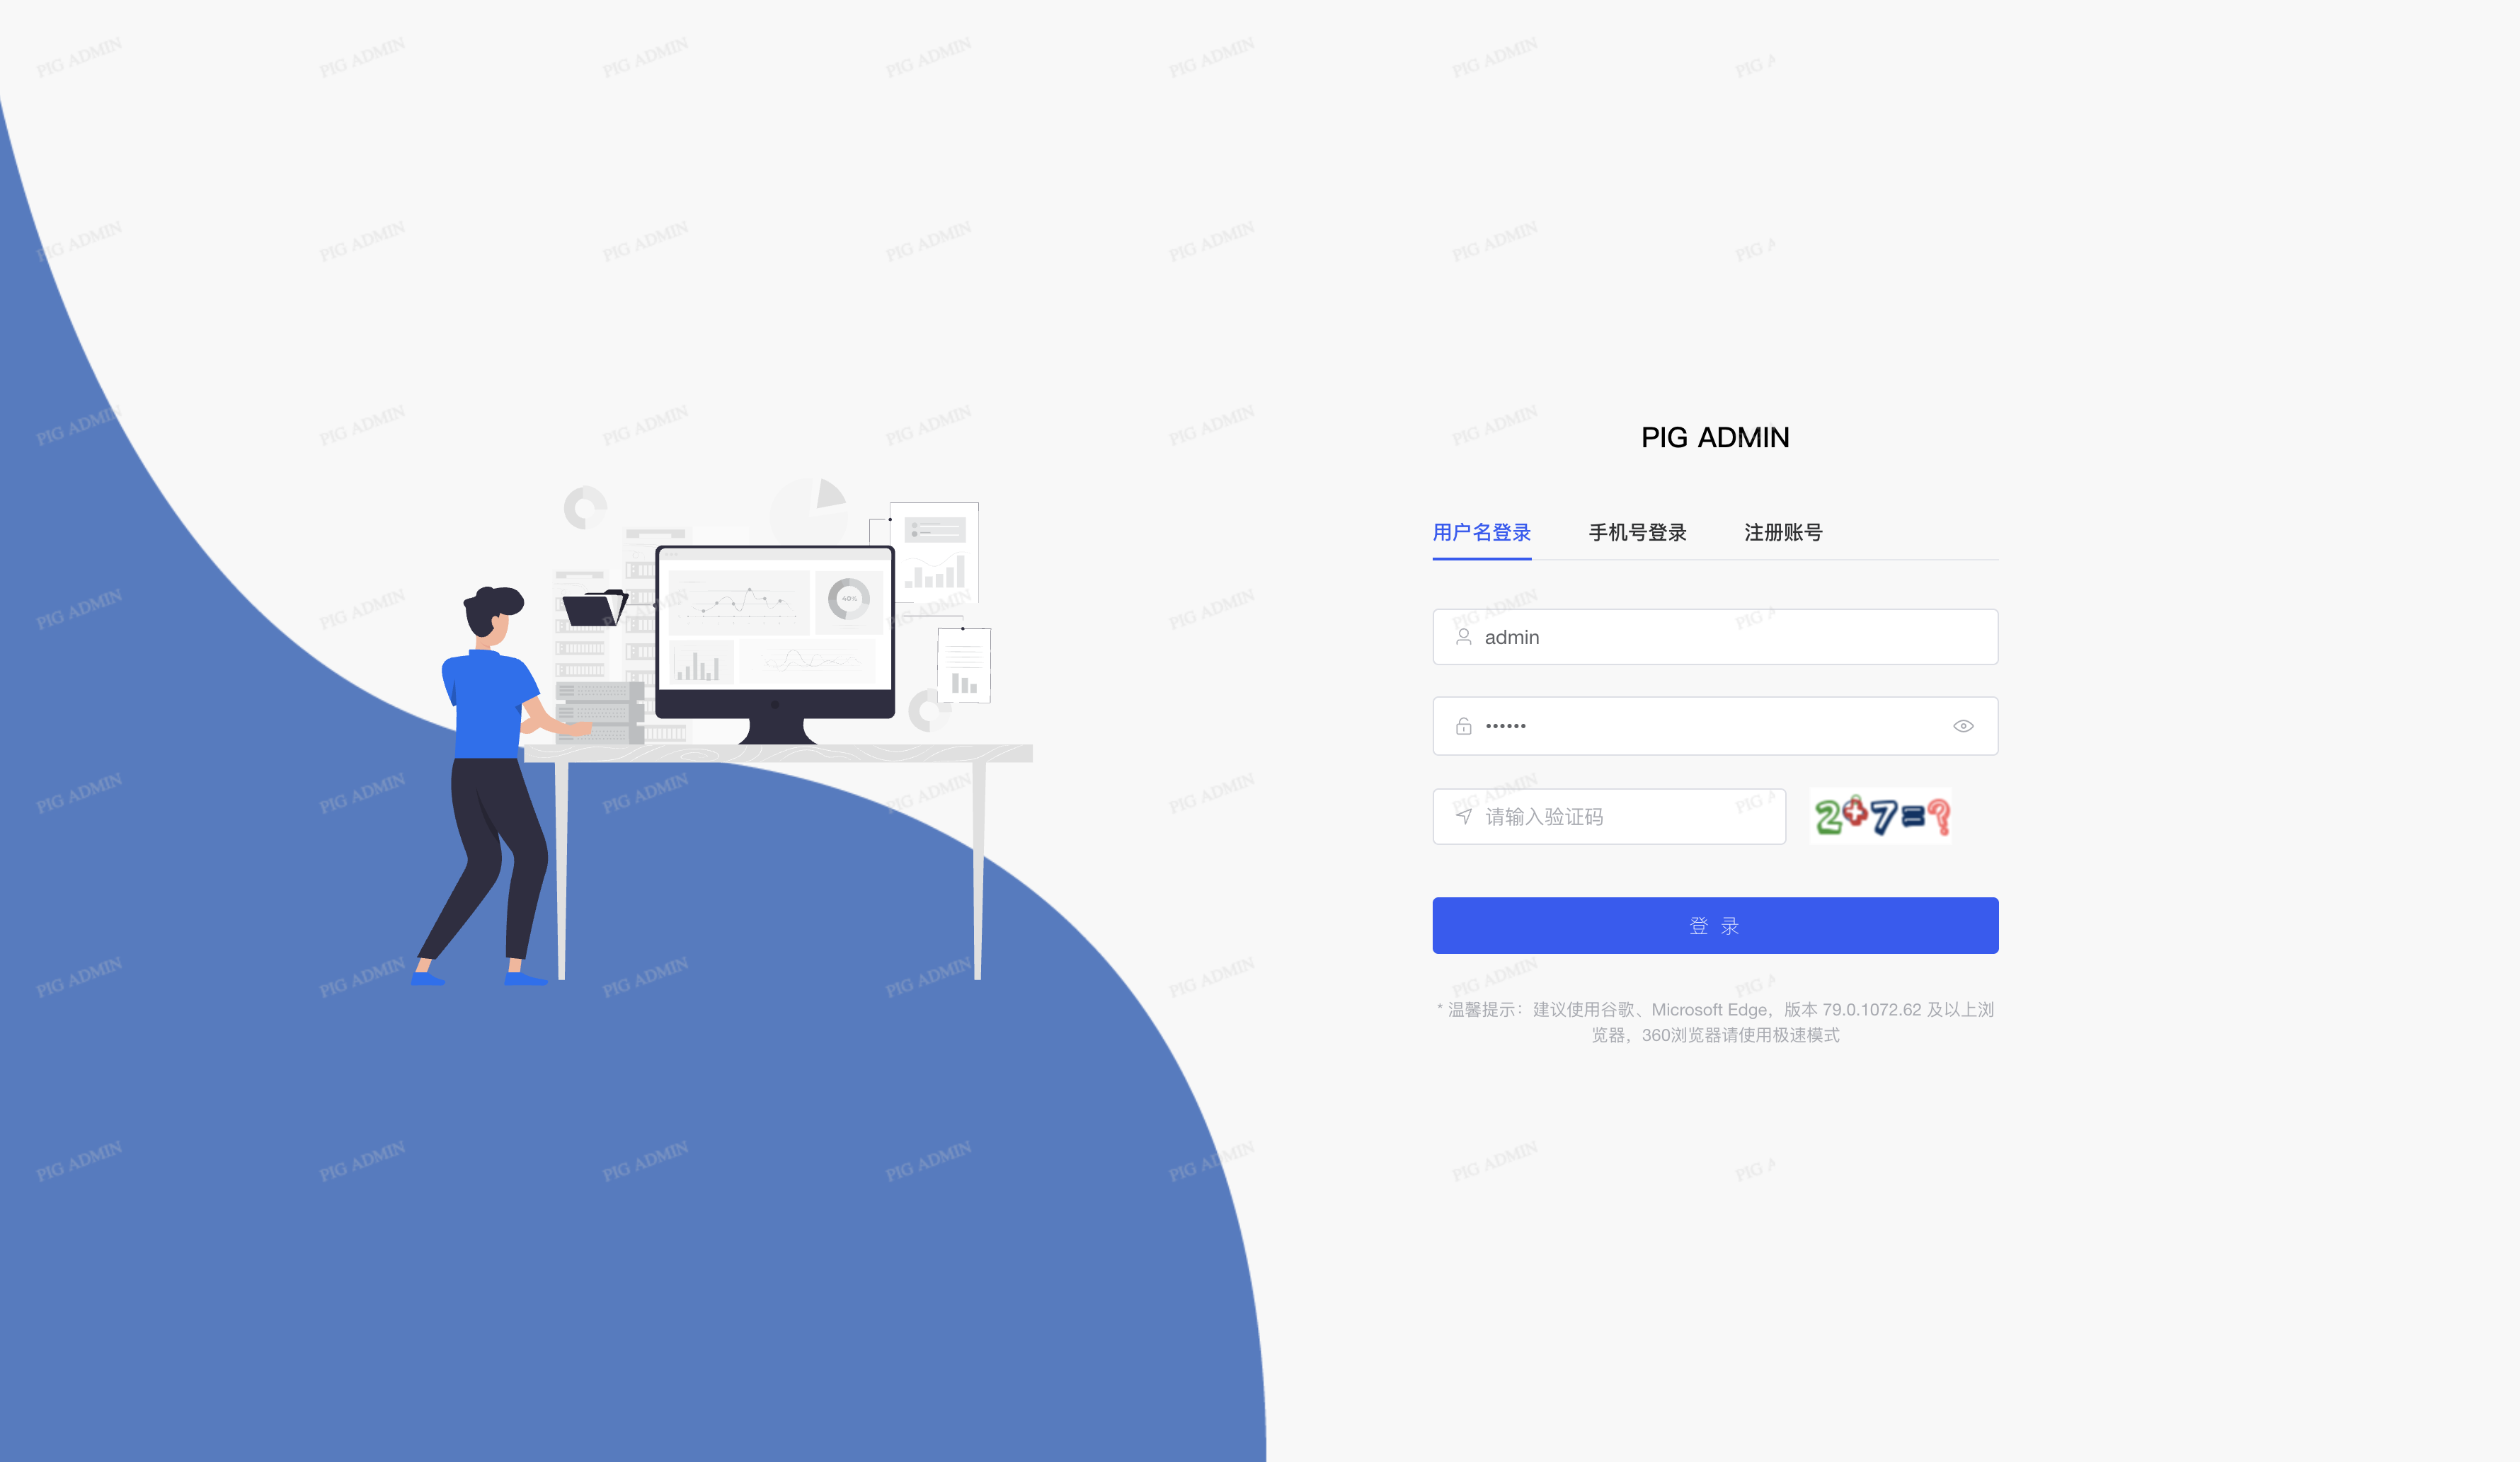 PIG ADMIN
用户名登录 手机号登录 注册账号
admin
••••••
请输入验证码 2+7=?
登 录
* 温馨提示：建议使用谷歌、Microsoft Edge，版本 79.0.1072.62 及以上浏
览器，360浏览器请使用极速模式
40%
PIG ADMIN